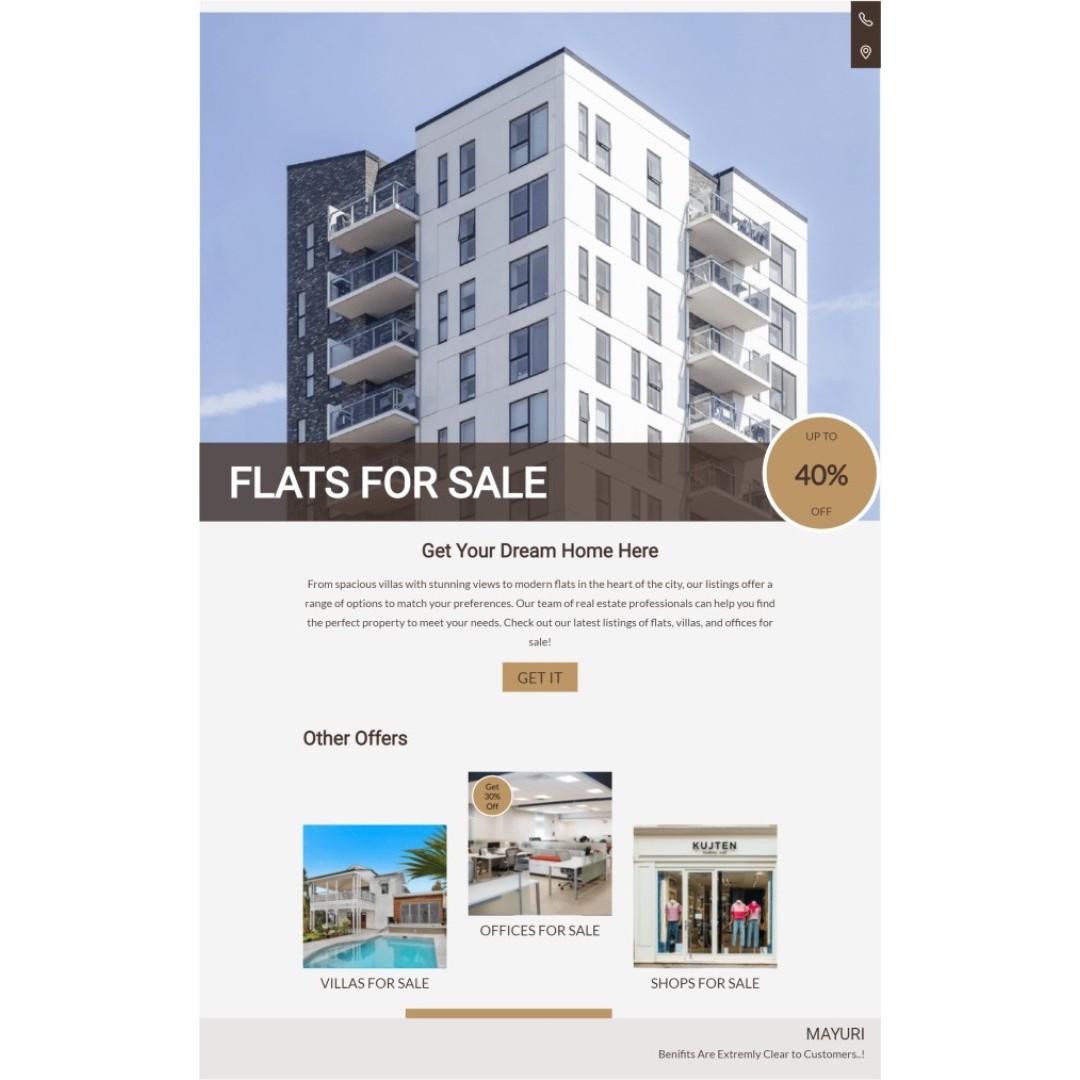 FLATS FOR SALE
UP TO
40%
OFF
Get Your Dream Home Here
From spacious villas with stunning views to modern flats in the heart of the city, our listings offer a
range of options to match your preferences. Our team of real estate professionals can help you find
the perfect property to meet your needs. Check out our latest listings of flats, villas, and offices for
sale!
GET IT
Other Offers
Get
30%
Off
KUJTEN
OFFICES FOR SALE
VILLAS FOR SALE
SHOPS FOR SALE
MAYURI
Benifits Are Extremly Clear to Customers..!